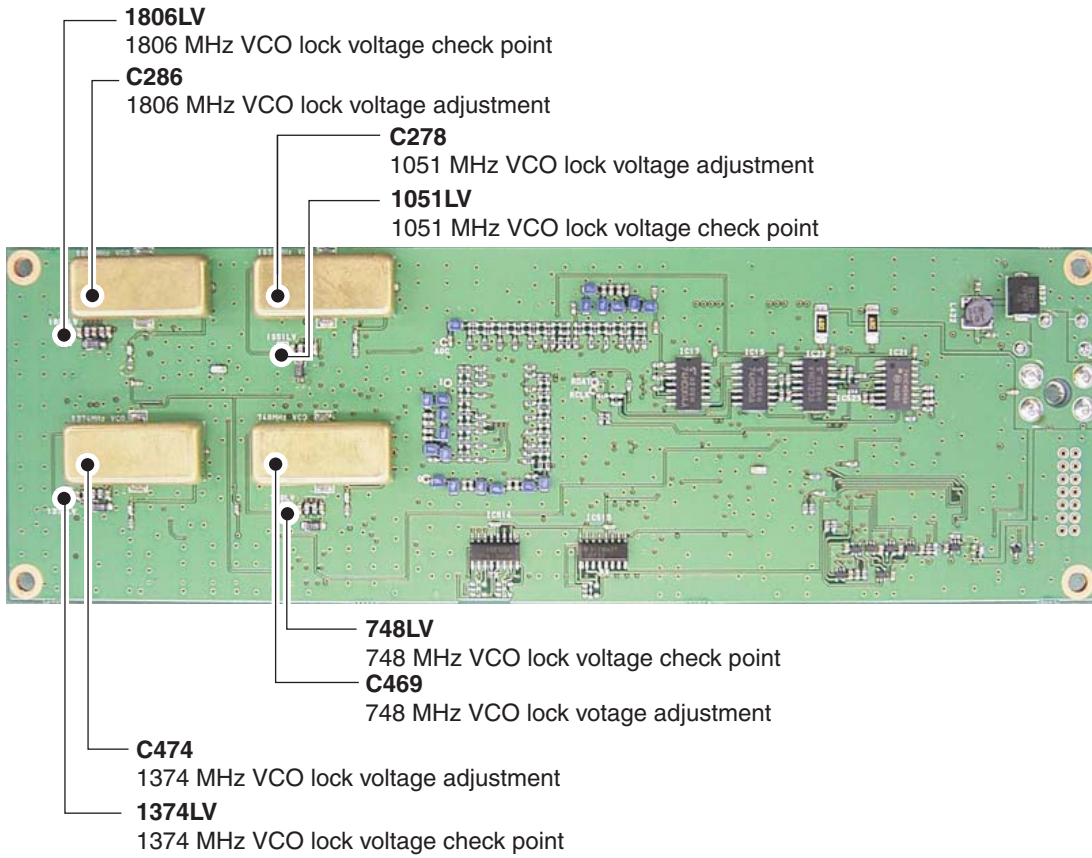 1806LV
1806 MHz VCO lock voltage check point
C286
1806 MHz VCO lock voltage adjustment
C278
1051 MHz VCO lock voltage adjustment
1051LV
1051 MHz VCO lock voltage check point
AGC
IC514
748LV
748 MHz VCO lock voltage check point
C469
748 MHz VCO lock votage adjustment
C474
1374 MHz VCO lock voltage adjustment
1374LV
1374 MHz VCO lock voltage check point